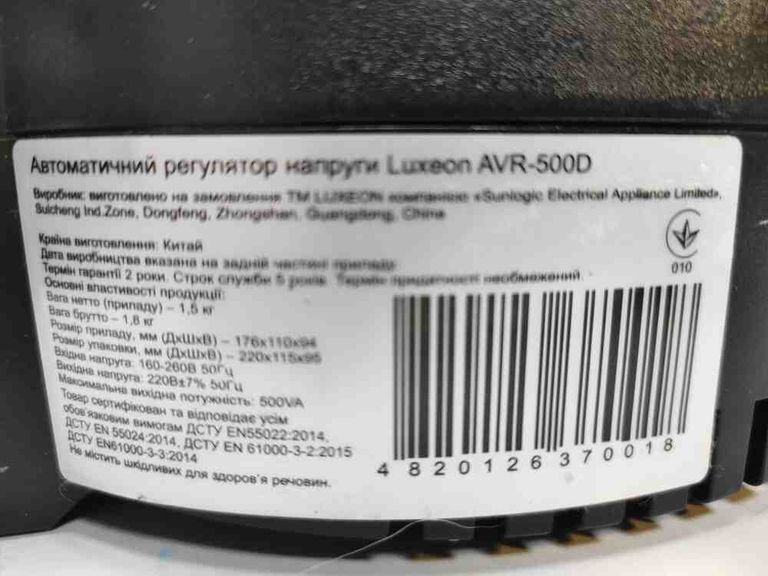 Автоматичний регулятор напруги Luxeon AVR-500D
Виробник: виготовлено на замовлення ТМ LUXEON компанією «Sunlogic Electrical Appliance Limited»,
Suicheng Ind.Zone, Dongfeng, Zhongshan, Guangdong, China
Країна виготовлення: Китай
Дата виробництва вказана на задній частині приладу
Термін гарантії 2 роки. Строк служби 5 років. Термін придатності необмежений.
Основні властивості продукції:
Вага нетто (приладу) – 1,5 кг
Вага брутто – 1,8 кг
Розмір приладу, мм (ДхШхВ) – 176х110х94
Розмір упаковки, мм (ДхШхВ) – 220х115х95
Вхідна напруга: 160-260В 50Гц
Вихідна напруга: 220В±7% 50Гц
Максимальна вихідна потужність: 500VA
Товар сертифікован та відповідає усім
обов'язковим вимогам ДСТУ EN55022:2014,
ДСТУ EN 55024:2014, ДСТУ EN 61000-3-2:2015
ДСТУ EN61000-3-3:2014
Не містить шкідливих для здоров'я речовин.
010
4820126370018